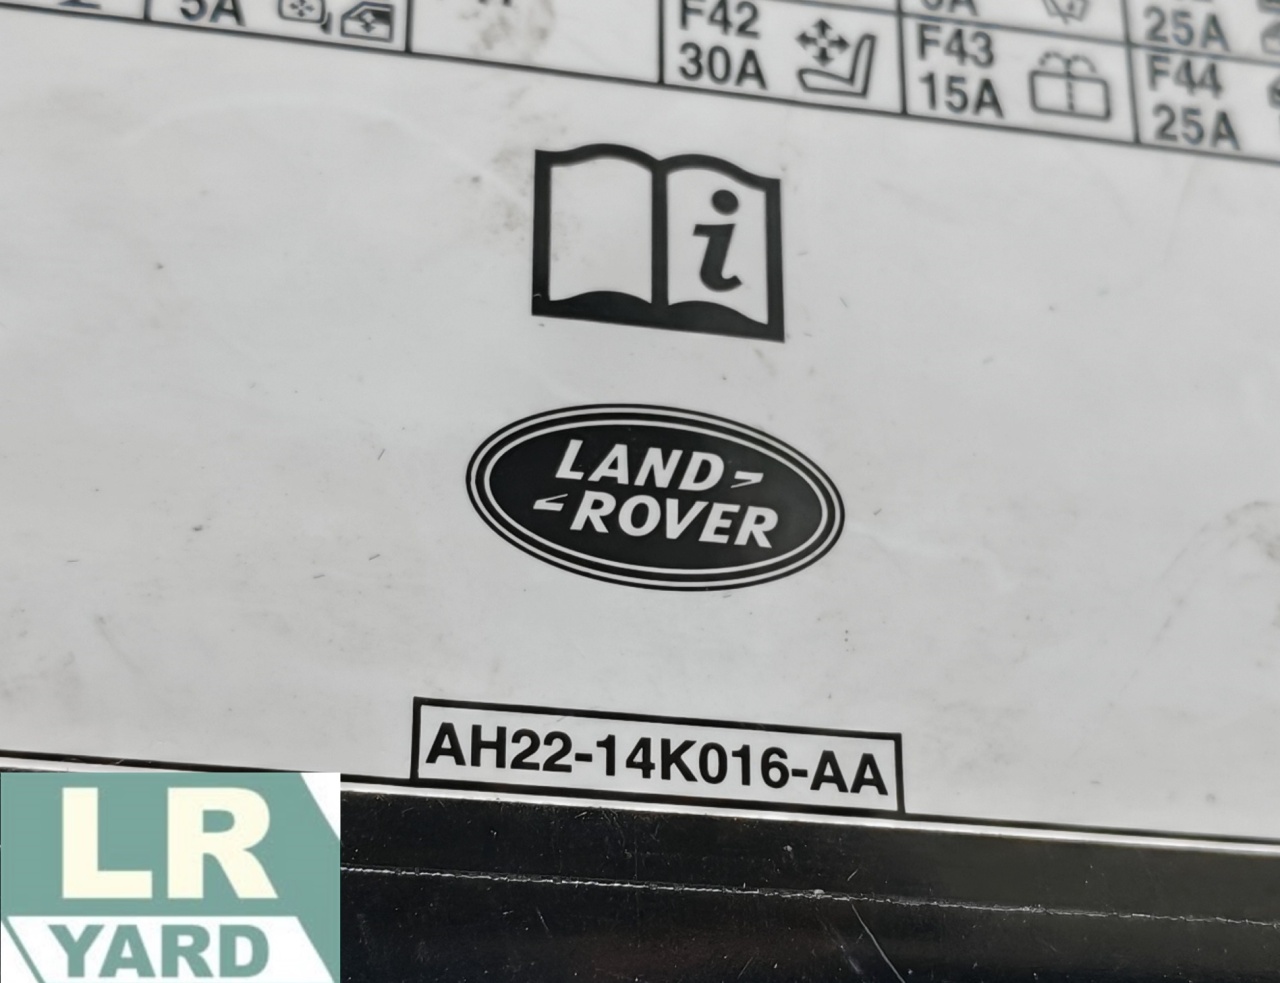 5A
F42
30A
F43
15A
25A
F44
25A
i
LAND
ROVER
AH22-14K016-AA
LR
YARD